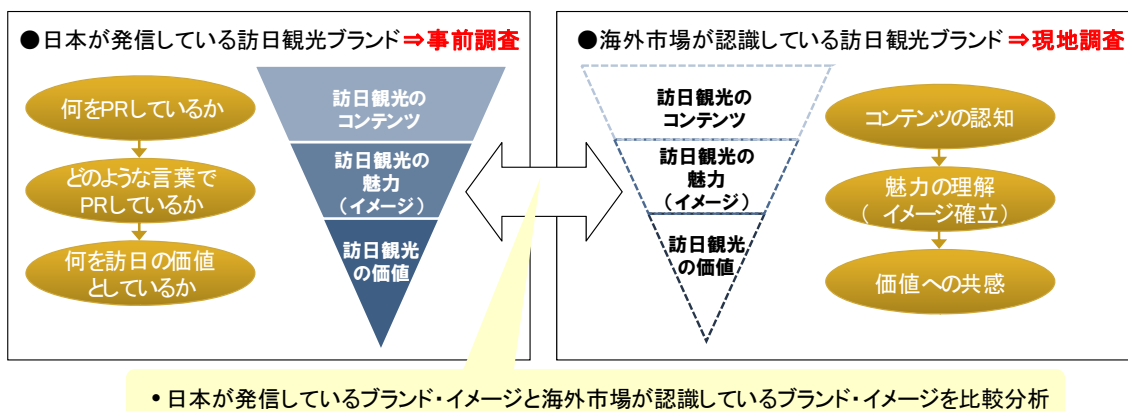 ●日本が発信している訪日観光ブランド⇒事前調査
何をPRしているか
どのような言葉で
PRしているか
何を訪日の価値
としているか
訪日観光の
コンテンツ
訪日観光の
魅力
(イメージ)
訪日観光
の価値
●海外市場が認識している訪日観光ブランド⇒現地調査
訪日観光の
コンテンツ
訪日観光の
魅力
(イメージ)
訪日観光
の価値
コンテンツの認知
魅力の理解
( イメージ確立)
価値への共感
•日本が発信しているブランド・イメージと海外市場が認識しているブランド・イメージを比較分析